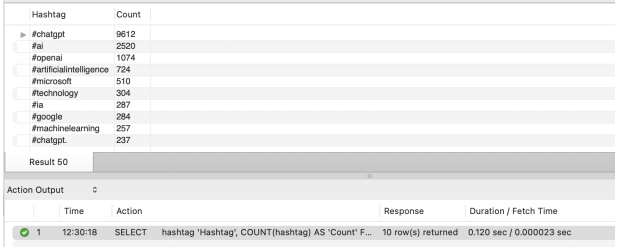 Hashtag Count
#chatgpt 9612
#ai 2520
#openai 1074
#artificialintelligence 724
#microsoft 510
#technology 304
#ia 287
#google 284
#machinelearning 257
#chatgpt. 237
Result 50
Action Output
Time Action Response Duration / Fetch Time
1 12:30:18 SELECT hashtag 'Hashtag', COUNT(hashtag) AS 'Count' F... 10 row(s) returned 0.120 sec / 0.000023 sec